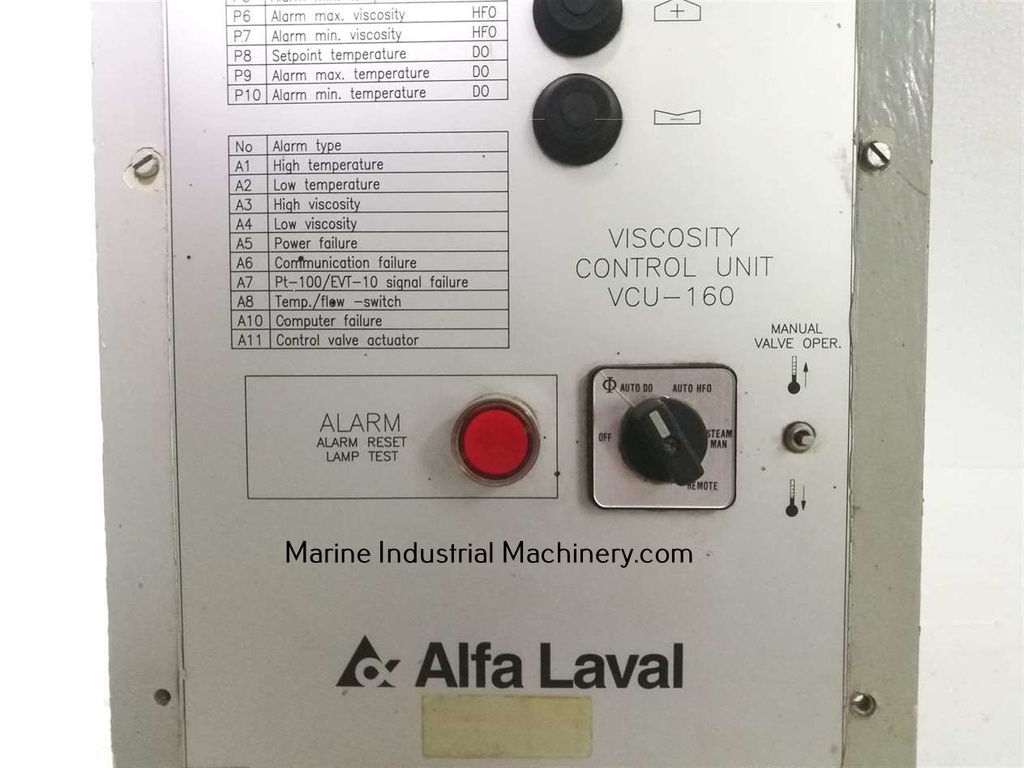 P6 Alarm max. viscosity HFO
P7 Alarm min. viscosity HFO
P8 Setpoint temperature DO
P9 Alarm max. temperature DO
P10 Alarm min. temperature DO
+
-
No Alarm type
A1 High temperature
A2 Low temperature
A3 High viscosity
A4 Low viscosity
A5 Power failure
A6 Communication failure
A7 Pt-100/EVT-10 signal failure
A8 Temp./flow -switch
A10 Computer failure
A11 Control valve actuator
VISCOSITY
CONTROL UNIT
VCU-160
MANUAL
VALVE OPER.
ALARM
ALARM RESET
LAMP TEST
Φ AUTO DO AUTO HFO
OFF
STEAM
MAN
REMOTE
Marine Industrial Machinery.com
Alfa Laval